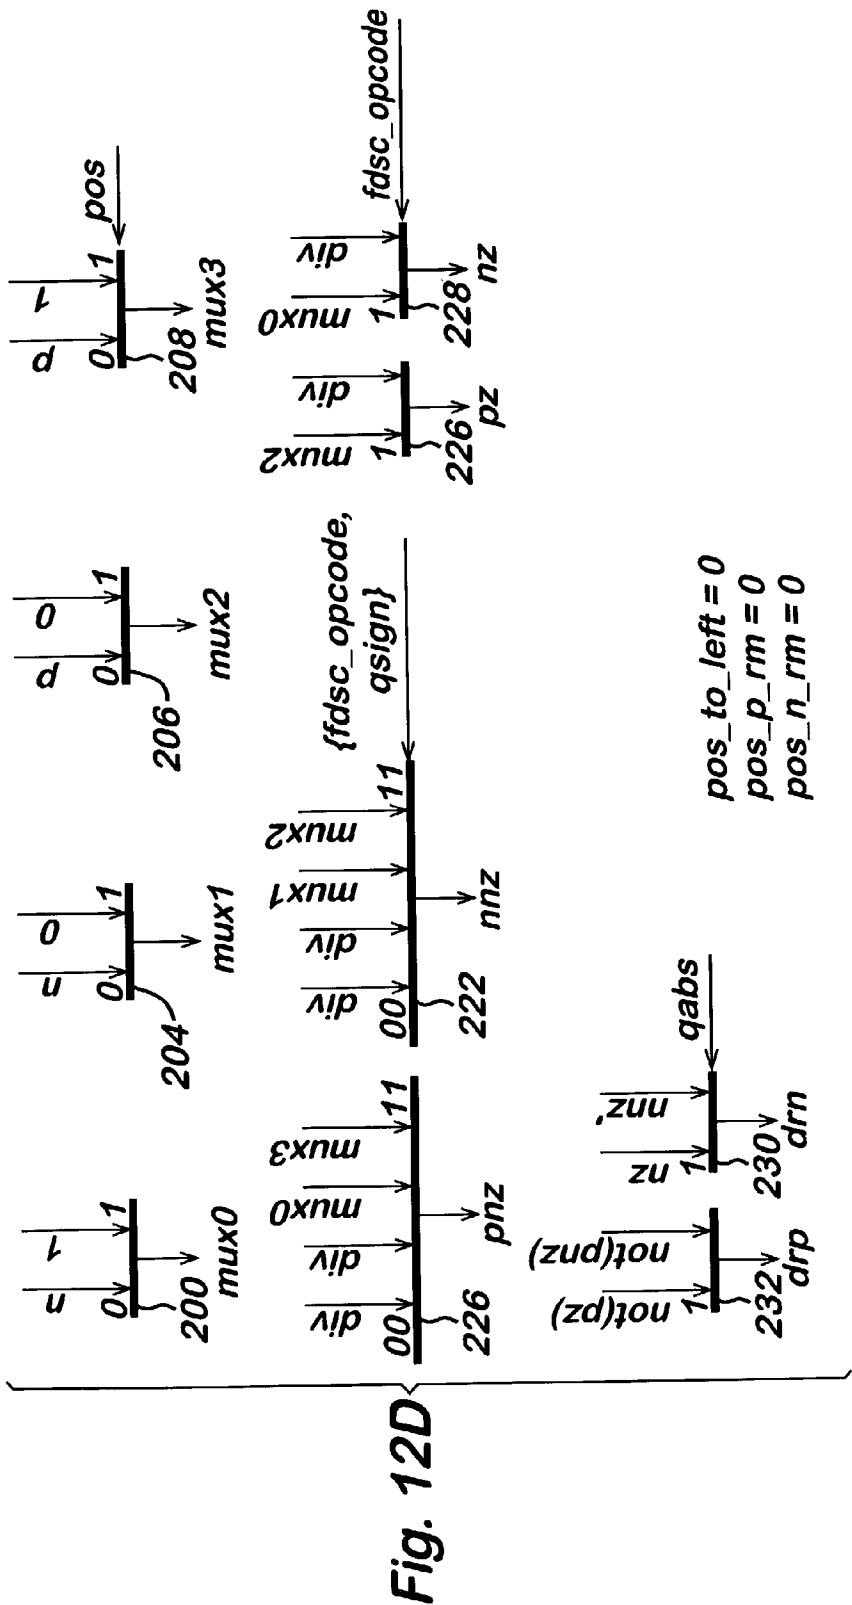 n
1
0
1
200
mux0
n
0
0
1
204
mux1
p
0
0
1
206
mux2
p
1
0
1
pos
208
mux3
div
div
mux0
mux3
00
11
226
pnz
div
div
mux1
mux2
00
11
{fdsc_opcode,
qsign}
222
nnz
mux2
div
1
226
pz
mux0
div
1
fdsc_opcode
228
nz
not(pz)
not(pnz)
1
232
drp
nz
nnz'
1
qabs
230
drn
pos_to_left = 0
pos_p_rm = 0
pos_n_rm = 0
Fig. 12D